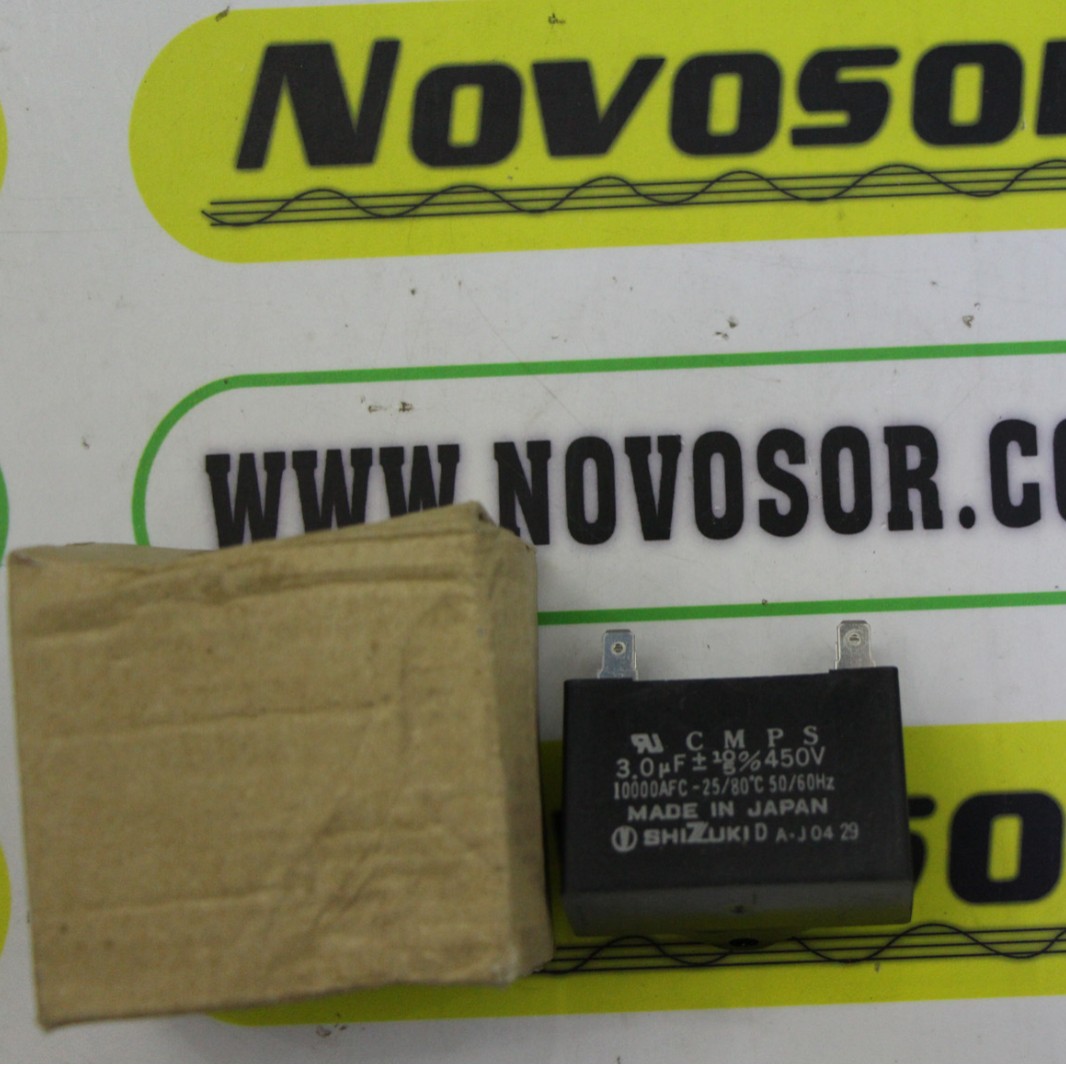 Novosor
WWW.NOVOSOR.CO
C M P S
3.0μF±10/5%450V
10000AFC -25/80℃ 50/60Hz
MADE IN JAPAN
SHIZUKI D A-J 04 29
so